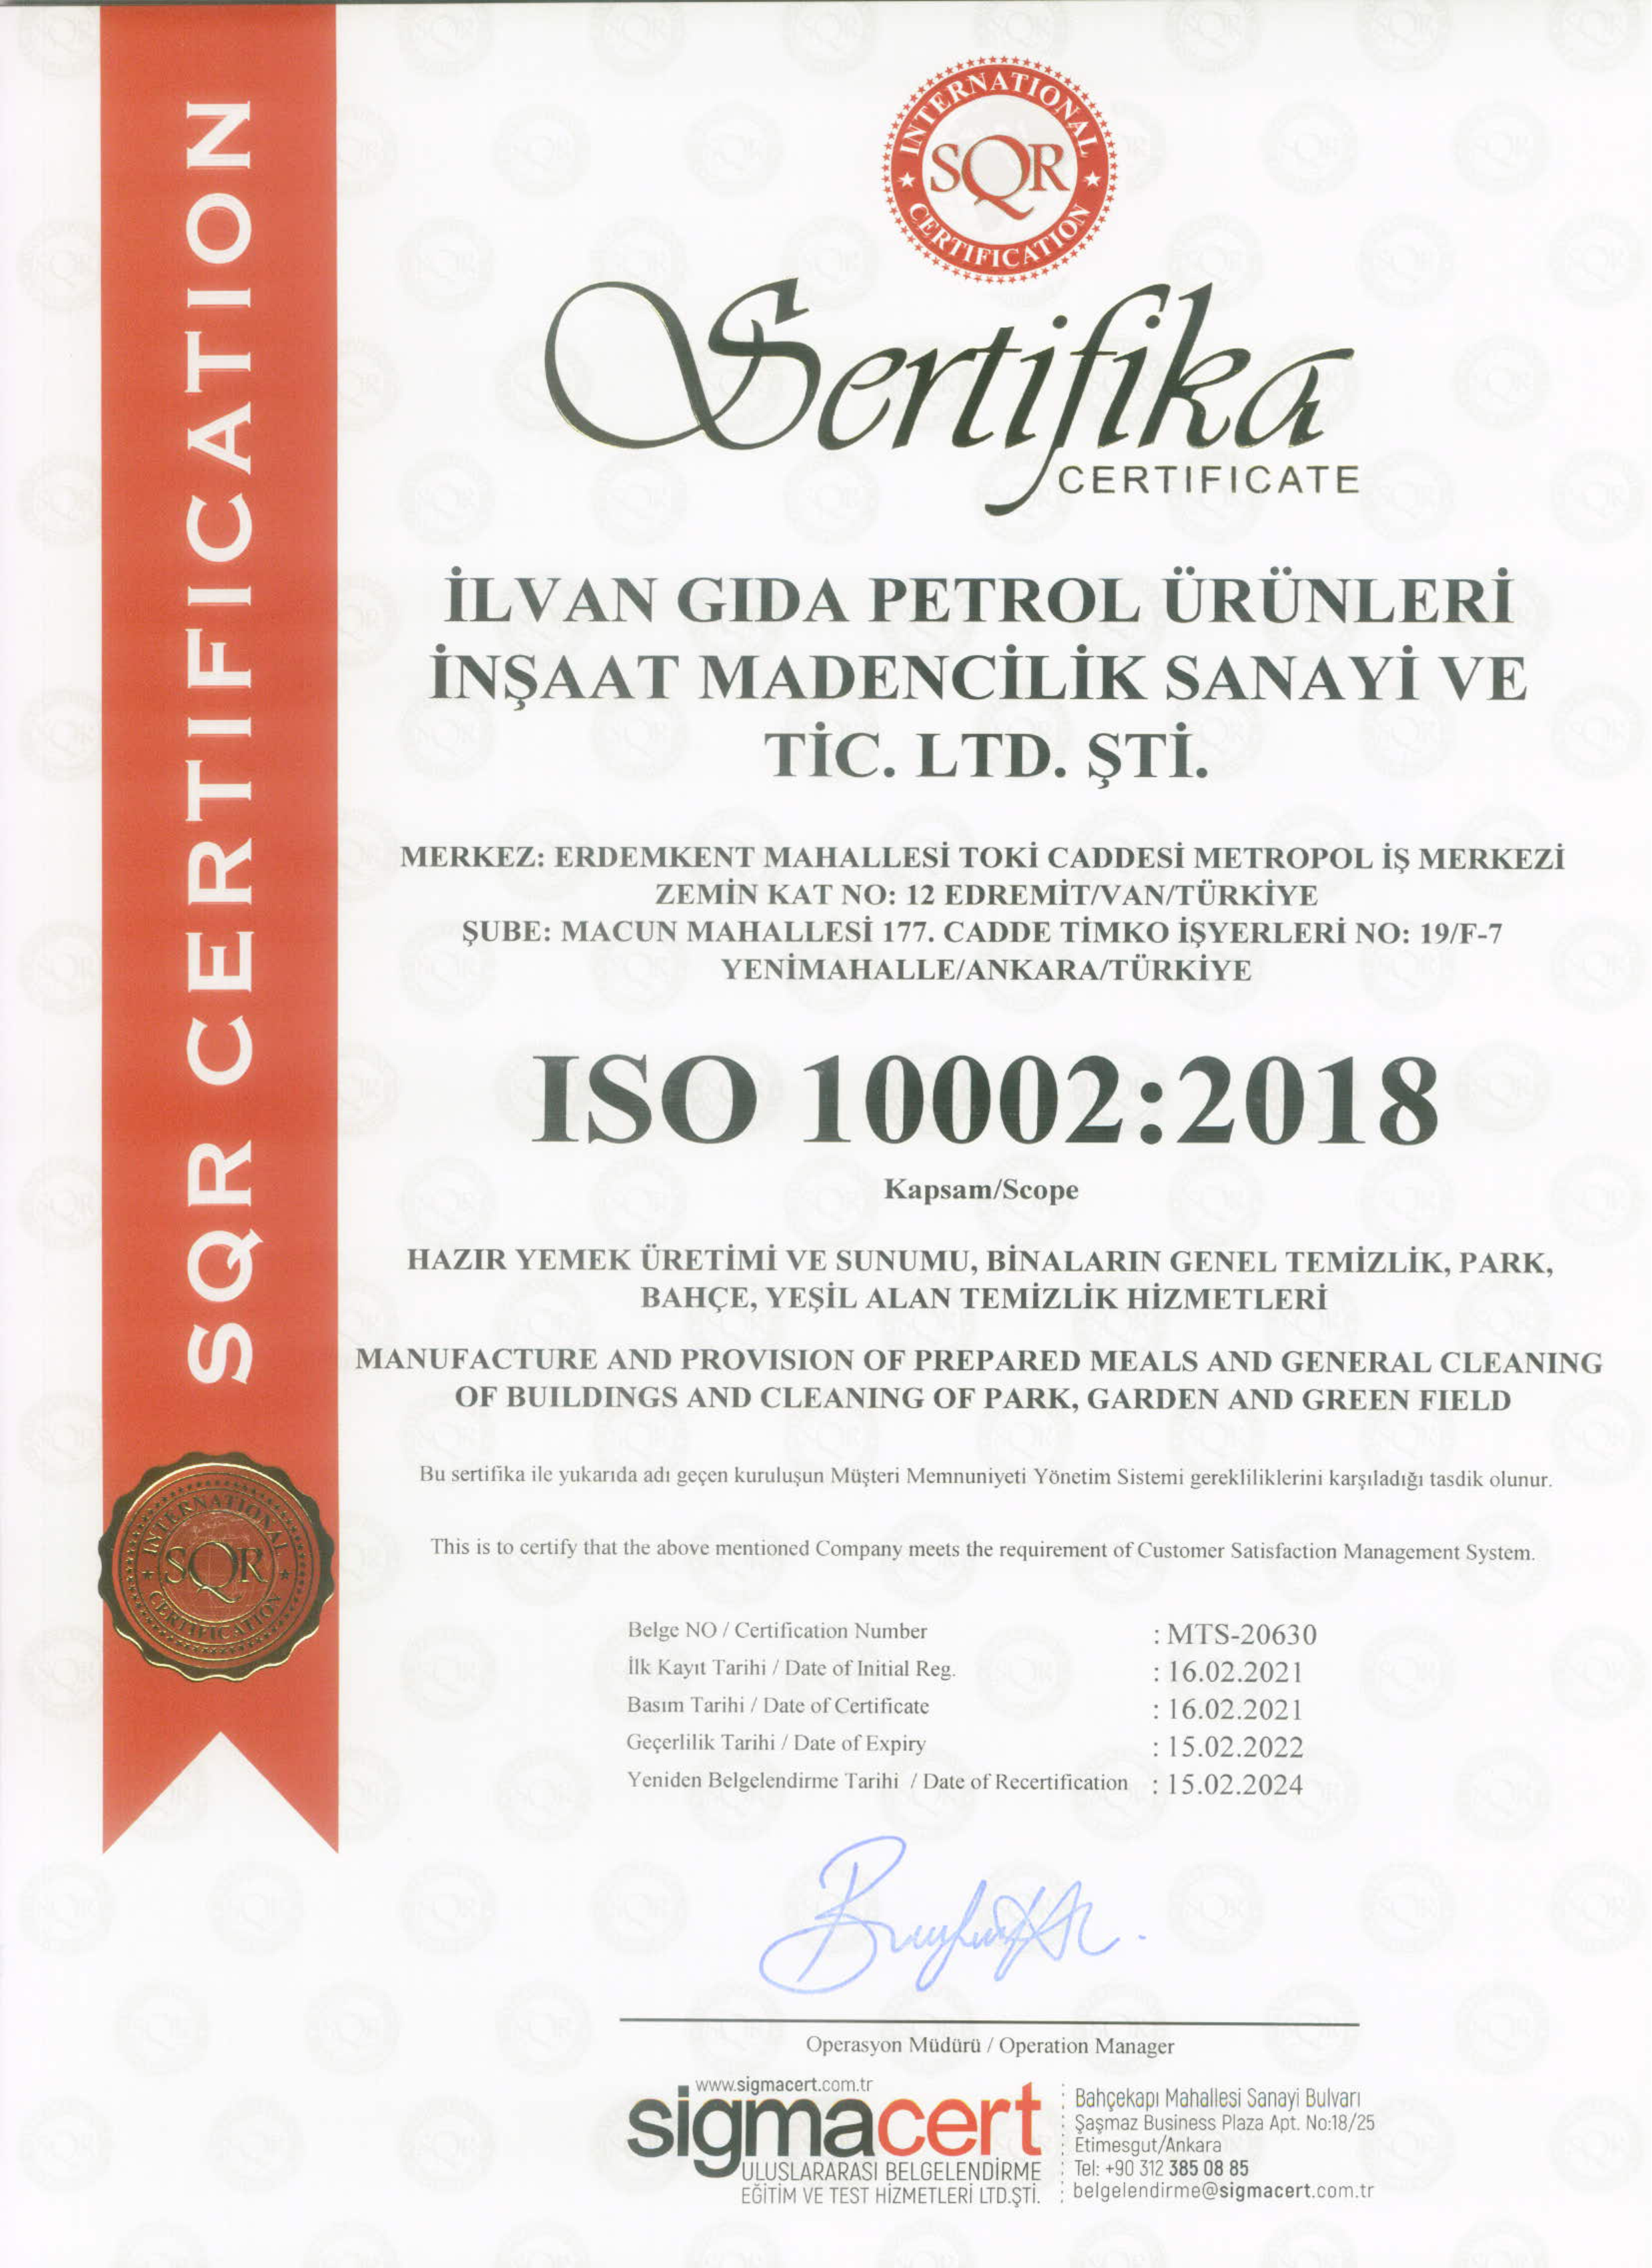 SQR CERTIFICATION
INTERNATIONAL
SQR
CERTIFICATION
Sertifika
CERTIFICATE
İLVAN GIDA PETROL ÜRÜNLERİ
İNŞAAT MADENCİLİK SANAYİ VE
TİC. LTD. ŞTİ.
MERKEZ: ERDEMKENT MAHALLESİ TOKİ CADDESİ METROPOL İŞ MERKEZİ
ZEMİN KAT NO: 12 EDREMİT/VAN/TÜRKİYE
ŞUBE: MACUN MAHALLESİ 177. CADDE TİMKO İŞYERLERİ NO: 19/F-7
YENİMAHALLE/ANKARA/TÜRKİYE
ISO 10002:2018
Kapsam/Scope
HAZIR YEMEK ÜRETİMİ VE SUNUMU, BİNALARIN GENEL TEMİZLİK, PARK,
BAHÇE, YEŞİL ALAN TEMİZLİK HİZMETLERİ
MANUFACTURE AND PROVISION OF PREPARED MEALS AND GENERAL CLEANING
OF BUILDINGS AND CLEANING OF PARK, GARDEN AND GREEN FIELD
Bu sertifika ile yukarıda adı geçen kuruluşun Müşteri Memnuniyeti Yönetim Sistemi gerekliliklerini karşıladığı tasdik olunur.
This is to certify that the above mentioned Company meets the requirement of Customer Satisfaction Management System.
INTERNATIONAL
SQR
CERTIFICATION
Belge NO / Certification Number : MTS-20630
İlk Kayıt Tarihi / Date of Initial Reg. : 16.02.2021
Basım Tarihi / Date of Certificate : 16.02.2021
Geçerlilik Tarihi / Date of Expiry : 15.02.2022
Yeniden Belgelendirme Tarihi / Date of Recertification : 15.02.2024
Operasyon Müdürü / Operation Manager
www.sigmacert.com.tr
sigmacert
ULUSLARARASI BELGELENDİRME
EĞİTİM VE TEST HİZMETLERİ LTD.ŞTİ.
Bahçekapı Mahallesi Sanayi Bulvarı
Şaşmaz Business Plaza Apt. No:18/25
Etimesgut/Ankara
Tel: +90 312 385 08 85
belgelendirme@sigmacert.com.tr